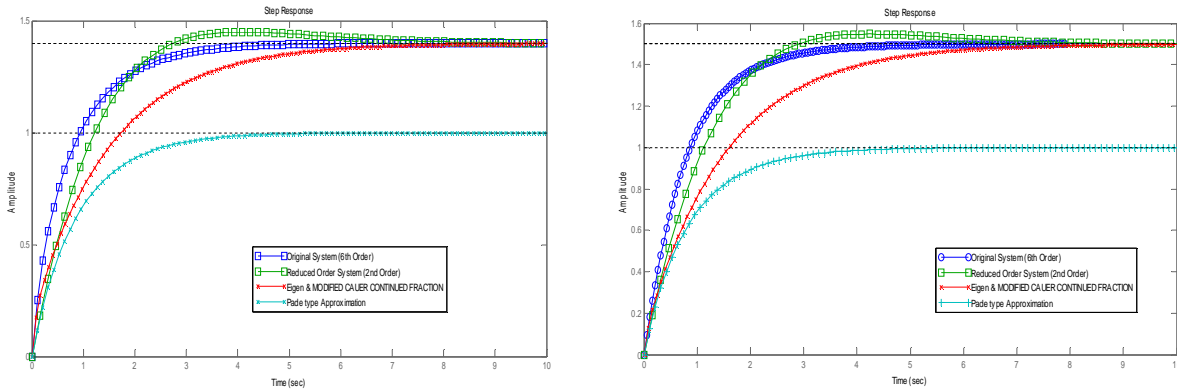 Step Response
1.5
1
0.5
0
Amplitude
0 1 2 3 4 5 6 7 8 9 10
Time (sec)
Original System (6th Order)
Reduced Order System (2nd Order)
Eigen & MODIFIED CAUER CONTINUED FRACTION
Pade type Approximation
Step Response
1.6
1.4
1.2
1
0.8
0.6
0.4
0.2
0
Amplitude
0 1 2 3 4 5 6 7 8 9
Time (sec)
Original System (6th Order)
Reduced Order System (2nd Order)
Eigen & MODIFIED CAUER CONTINUED FRACTION
Pade type Approximation